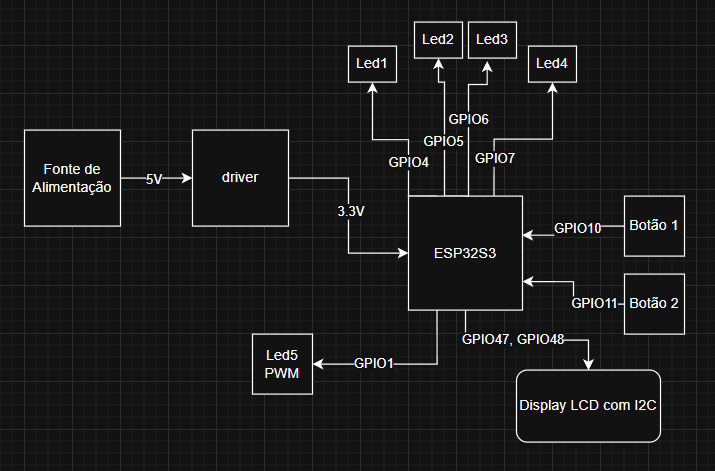 Led1
Led2
Led3
Led4
GPIO4
GPIO5
GPIO6
GPIO7
Fonte de
Alimentação
5V
driver
3.3V
ESP32S3
GPIO10
Botão 1
GPIO11
Botão 2
Led5
PWM
GPIO1
GPIO47, GPIO48
Display LCD com I2C